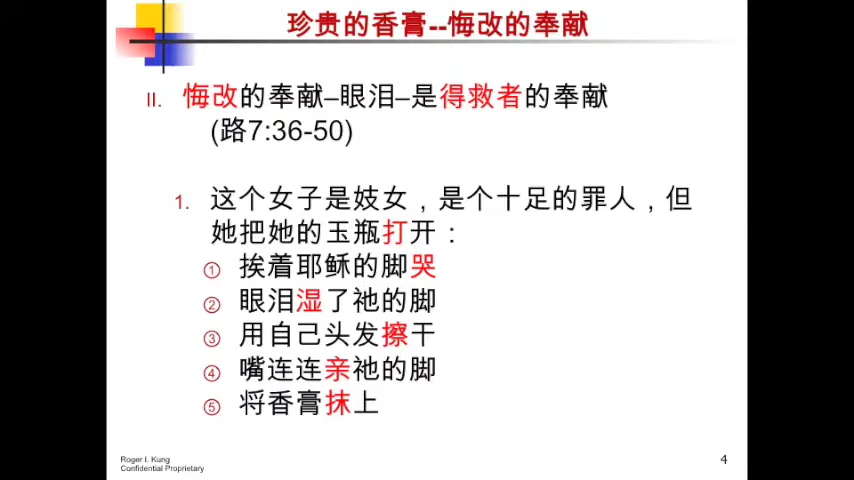 珍贵的香膏--悔改的奉献
II. 悔改的奉献–眼泪–是得救者的奉献
(路7:36-50)
1. 这个女子是妓女，是个十足的罪人，但
她把她的玉瓶打开：
① 挨着耶稣的脚哭
② 眼泪湿了祂的脚
③ 用自己头发擦干
④ 嘴连连亲祂的脚
⑤ 将香膏抹上
Roger I. Kung
Confidential Proprietary
4